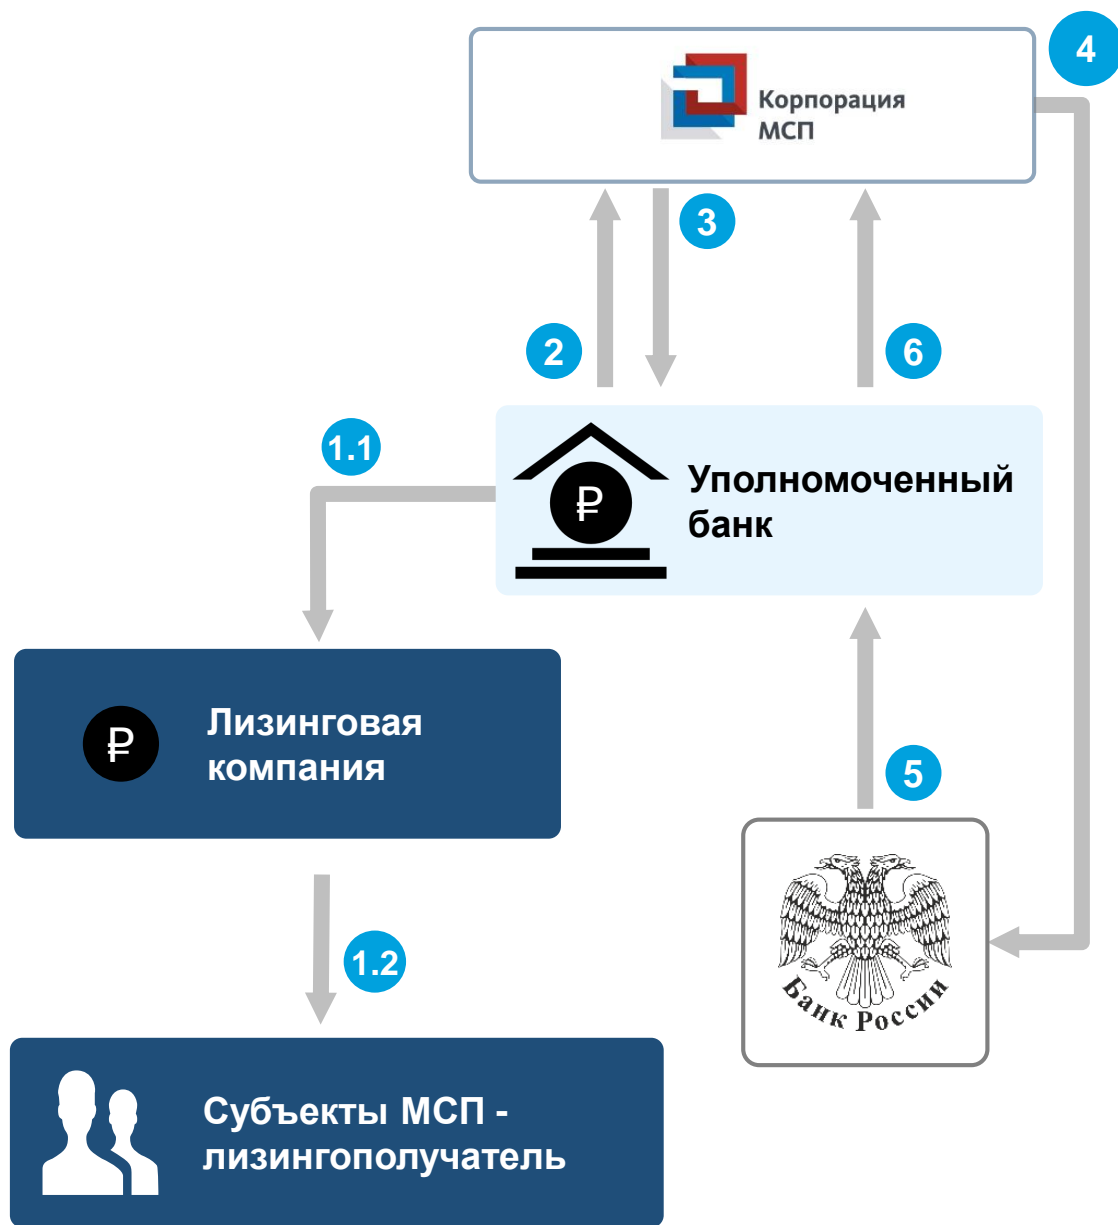 4
Корпорация
МСП
3
2
6
1.1
₽
Уполномоченный
банк
₽
Лизинговая
компания
5
1.2
Банк России
Субъекты МСП -
лизингополучатель